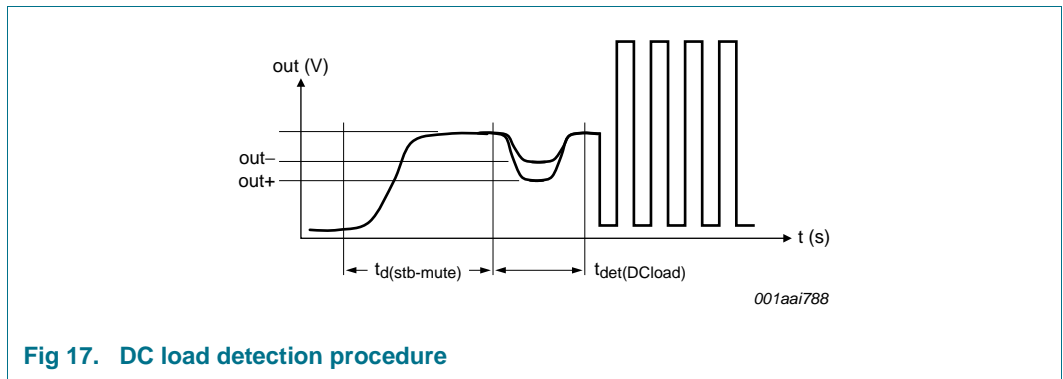 out (V)
out−
out+
t (s)
td(stb-mute)
tdet(DCload)
001aai788
Fig 17. DC load detection procedure